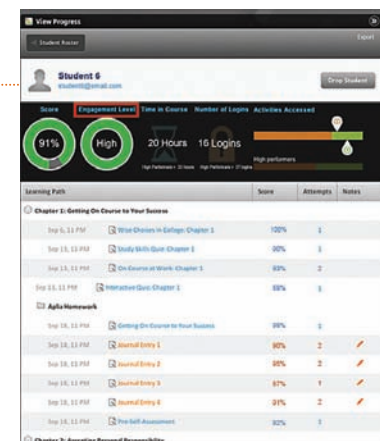 View Progress
Student Roster
Export
Student 6
student6@email.com
Drop Student
Score Engagement Level Time in Course Number of Logins Activities Accessed
91% High 20 Hours 16 Logins
High performers
Learning Path Score Attempts Notes
Chapter 1: Getting On Course to Your Success
Sep 6, 11 PM Wise Choices in College: Chapter 1 100% 1
Sep 13, 11 PM Study Skills Quiz: Chapter 1 1
Sep 13, 11 PM On Course at Work: Chapter 1 2
Sep 13, 11 PM Interactive Quiz: Chapter 1 1
Aplia Homework
Sep 18, 11 PM Getting On Course to Your Success 1
Sep 18, 11 PM Journal Entry 1 90% 2
Sep 18, 11 PM Journal Entry 2 95% 2
Sep 18, 11 PM Journal Entry 3 87% 1
Sep 18, 11 PM Journal Entry 4 91% 2
Sep 18, 11 PM Pre Self-Assessment 92% 1
Chapter 2: Accepting Personal Responsibility